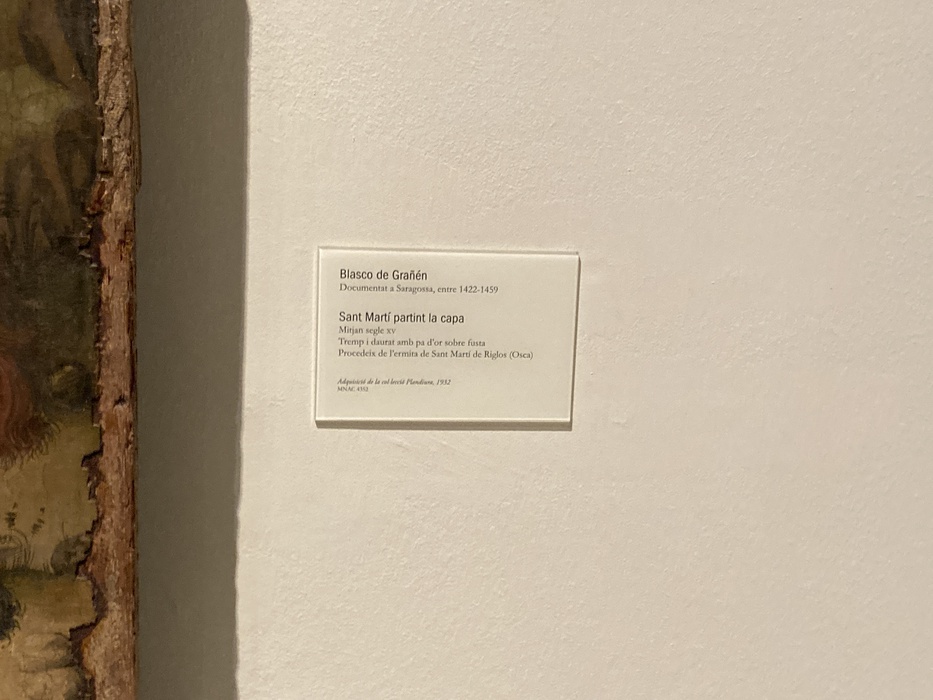 Blasco de Grañén
Documentat a Saragossa, entre 1422-1459
Sant Martí partint la capa
Mitjan segle XV
Tremp i daurat amb pa d'or sobre fusta
Procedeix de l'ermita de Sant Martí de Riglos (Osca)
Adquisició de la col·lecció Plandiura, 1932
MNAC